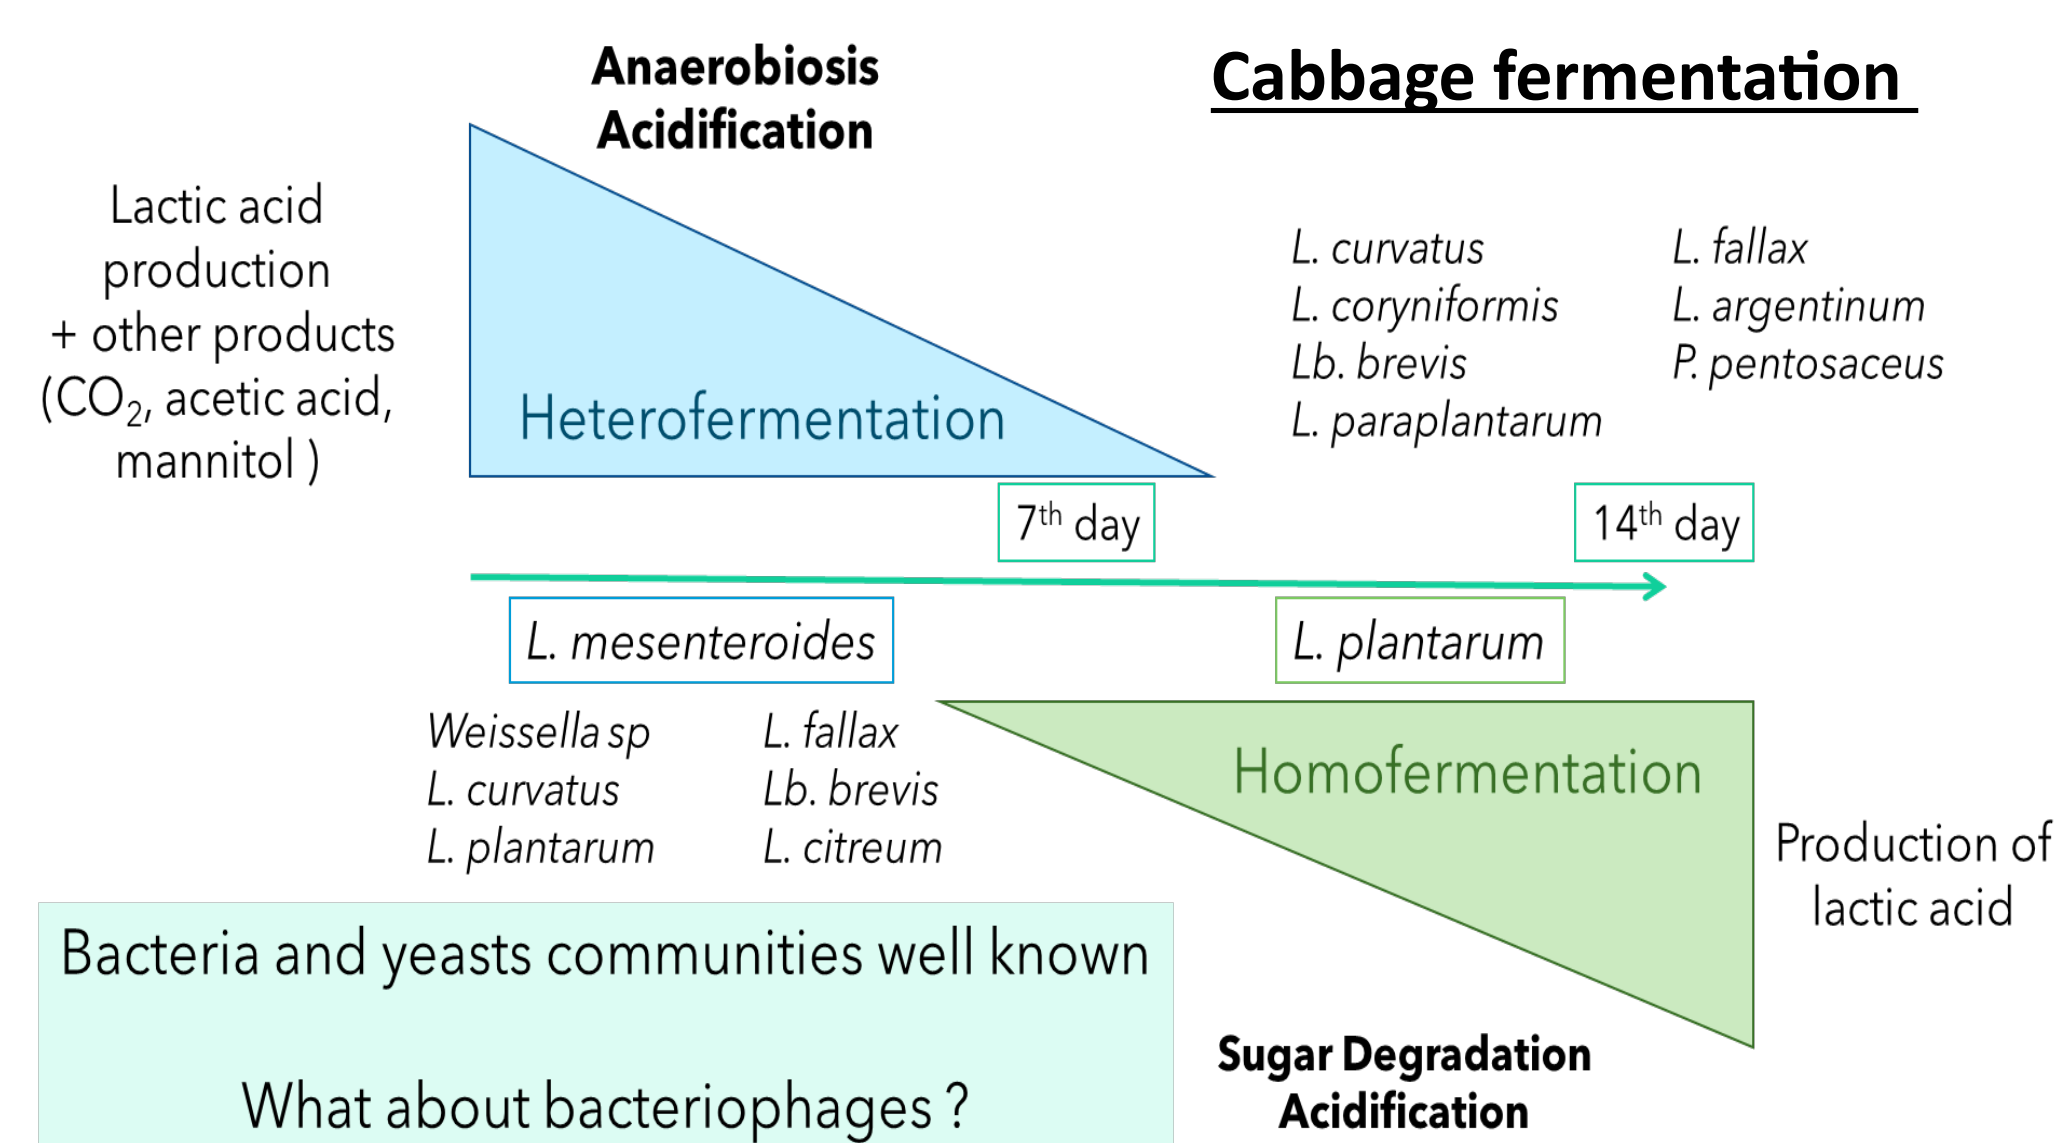 Anaerobiosis
Acidification
Cabbage fermentation
Lactic acid
production
+ other products
(CO₂, acetic acid,
mannitol )
Heterofermentation
L. curvatus
L. coryniformis
Lb. brevis
L. paraplantarum
L. fallax
L. argentinum
P. pentosaceus
7th day
14th day
L. mesenteroides
L. plantarum
Weissella sp
L. curvatus
L. plantarum
L. fallax
Lb. brevis
L. citreum
Homofermentation
Production of
lactic acid
Bacteria and yeasts communities well known
What about bacteriophages ?
Sugar Degradation
Acidification